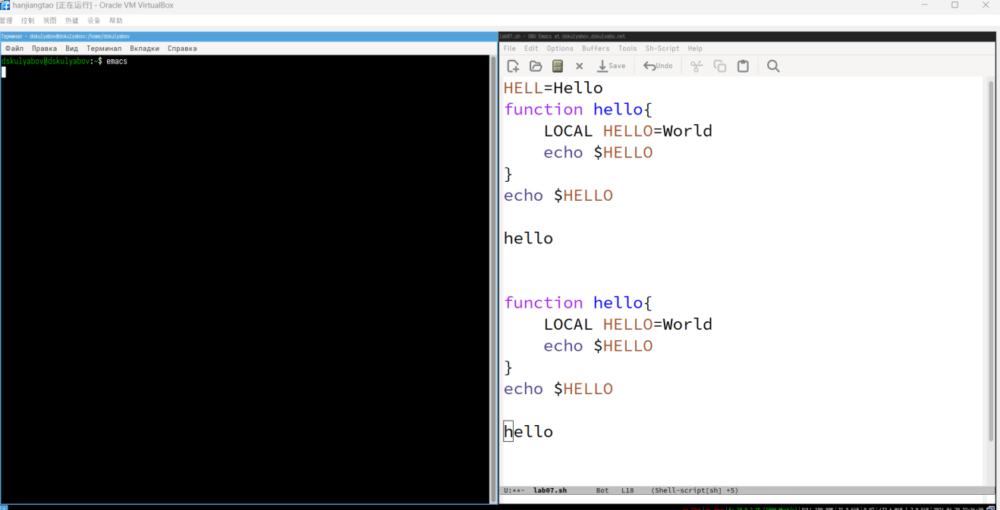 hanjiangtao [正在运行] - Oracle VM VirtualBox
管理 控制 视图 热键 设备 帮助
Терминал - dskulyabov@dskulyabov:/home/dskulyabov
Файл Правка Вид Терминал Вкладки Справка
dskulyabov@dskulyabov:~$ emacs
lab07.sh - GNU Emacs at dskulyabov.dskulyabo.net
File Edit Options Buffers Tools Sh-Script Help
Save Undo
HELL=Hello
function hello{
    LOCAL HELLO=World
    echo $HELLO
}
echo $HELLO
hello
function hello{
    LOCAL HELLO=World
    echo $HELLO
}
echo $HELLO
hello
U:**- lab07.sh Bot L18 (Shell-script[sh] +5)